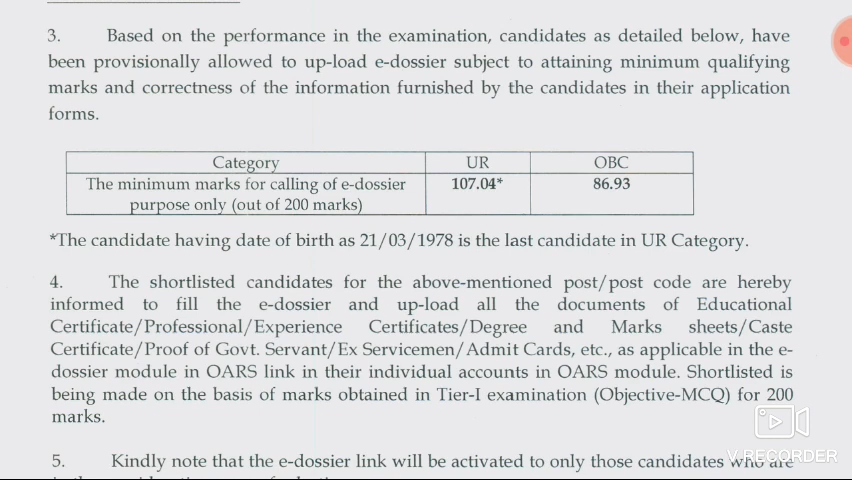 3. Based on the performance in the examination, candidates as detailed below, have
been provisionally allowed to up-load e-dossier subject to attaining minimum qualifying
marks and correctness of the information furnished by the candidates in their application
forms.
Category UR OBC
The minimum marks for calling of e-dossier 107.04* 86.93
purpose only (out of 200 marks)
*The candidate having date of birth as 21/03/1978 is the last candidate in UR Category.
4. The shortlisted candidates for the above-mentioned post/post code are hereby
informed to fill the e-dossier and up-load all the documents of Educational
Certificate/Professional/Experience Certificates/Degree and Marks sheets/Caste
Certificate/Proof of Govt. Servant/Ex Servicemen/Admit Cards, etc., as applicable in the e-
dossier module in OARS link in their individual accounts in OARS module. Shortlisted is
being made on the basis of marks obtained in Tier-I examination (Objective-MCQ) for 200
marks.
5. Kindly note that the e-dossier link will be activated to only those candidates who are
V.RECORDER